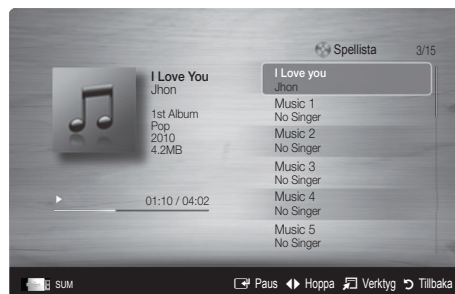 Spellista 3/15
I Love You
Jhon
1st Album
Pop
2010
4.2MB
01:10 / 04:02
I Love you
Jhon
Music 1
No Singer
Music 2
No Singer
Music 3
No Singer
Music 4
No Singer
Music 5
No Singer
SUM Paus Hoppa Verktyg Tillbaka